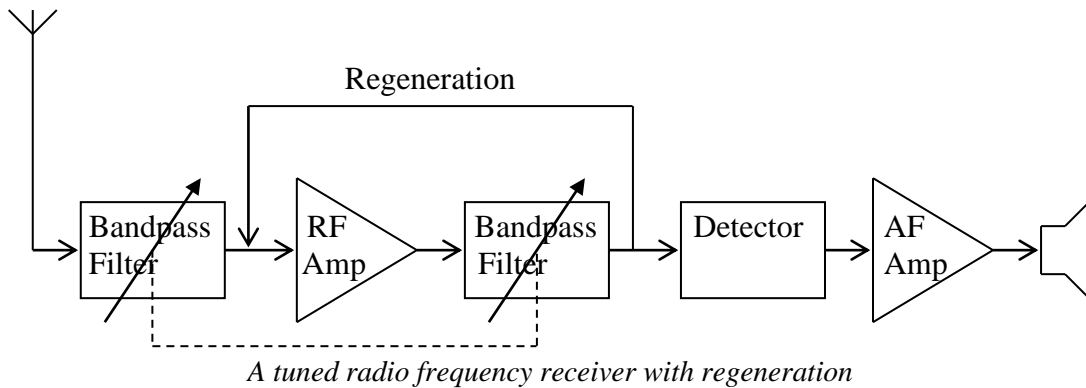 Regeneration
Bandpass
Filter
RF
Amp
Bandpass
Filter
Detector
AF
Amp
A tuned radio frequency receiver with regeneration